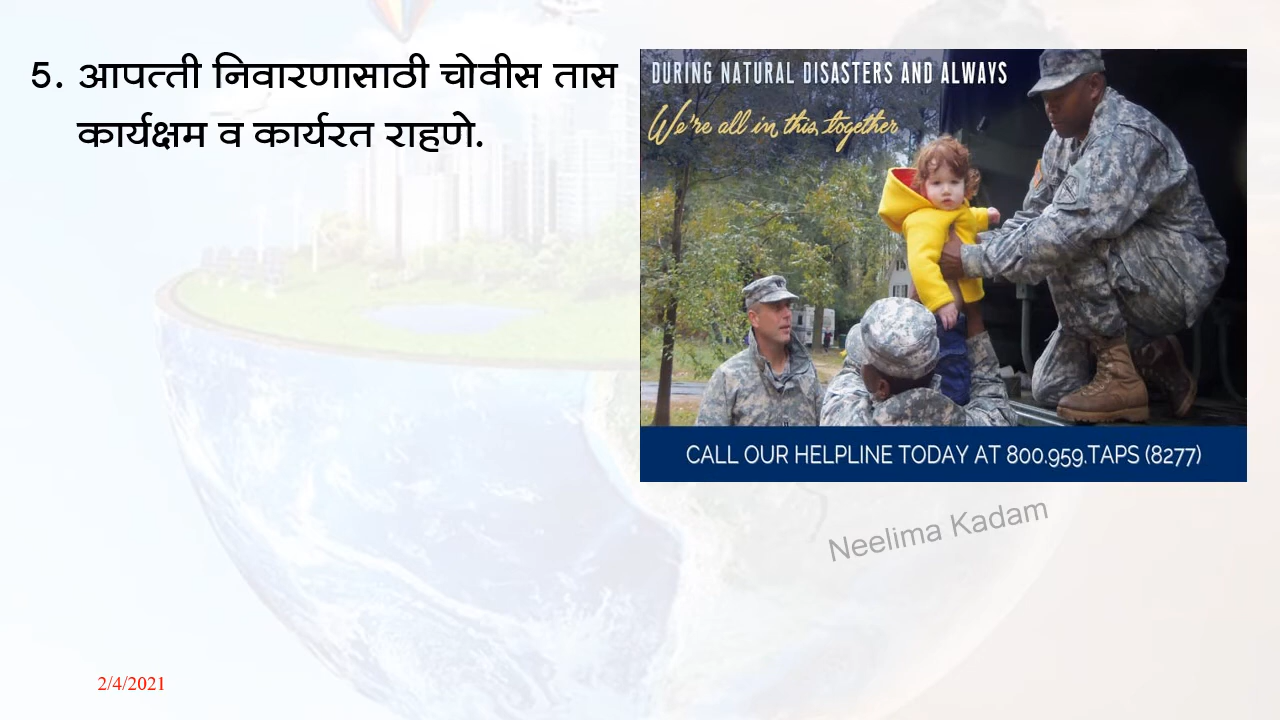 5. आपत्ती निवारणासाठी चोवीस तास
कार्यक्षम व कार्यरत राहणे.
DURING NATURAL DISASTERS AND ALWAYS
We're all in this together
CALL OUR HELPLINE TODAY AT 800.959.TAPS (8277)
Neelima Kadam
2/4/2021